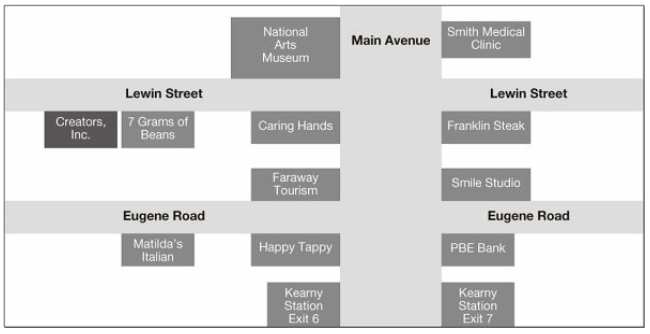 National
Arts
Museum
Main Avenue
Smith Medical
Clinic
Lewin Street
Lewin Street
Creators,
Inc.
7 Grams of
Beans
Caring Hands
Franklin Steak
Faraway
Tourism
Smile Studio
Eugene Road
Eugene Road
Matilda's
Italian
Happy Tappy
PBE Bank
Kearny
Station
Exit 6
Kearny
Station
Exit 7